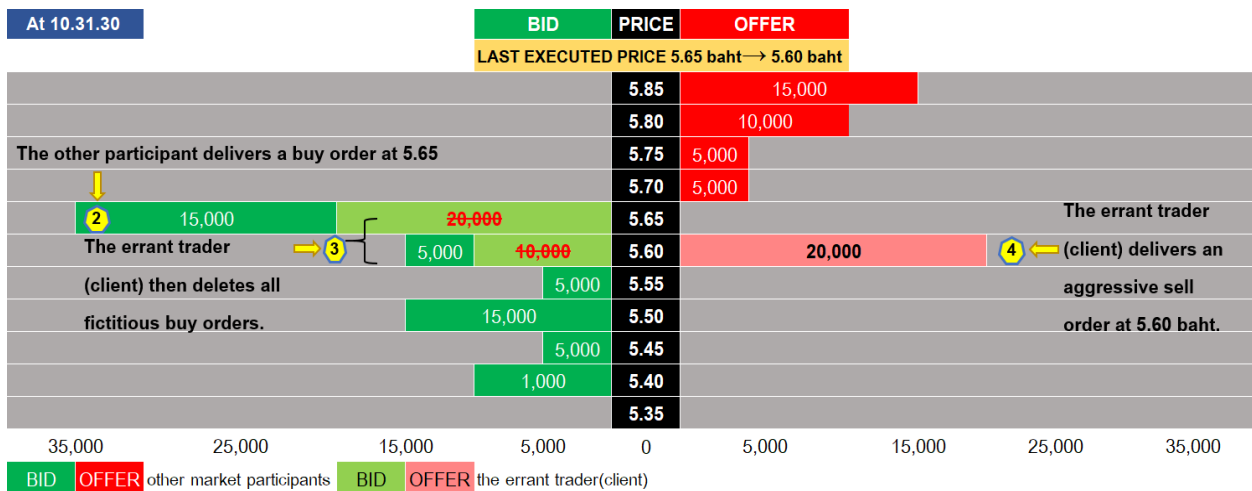 At 10.31.30 BID PRICE OFFER
LAST EXECUTED PRICE 5.65 baht→ 5.60 baht
5.85 15,000
5.80 10,000
The other participant delivers a buy order at 5.65 5.75 5,000
5.70 5,000
2 15,000 20,000 5.65 The errant trader
The errant trader 3 5,000 10,000 5.60 20,000 4 (client) delivers an
(client) then deletes all 5,000 5.55 aggressive sell
fictitious buy orders. 15,000 5.50 order at 5.60 baht.
5,000 5.45
1,000 5.40
5.35
35,000 25,000 15,000 5,000 0 5,000 15,000 25,000 35,000
BID OFFER other market participants BID OFFER the errant trader(client)